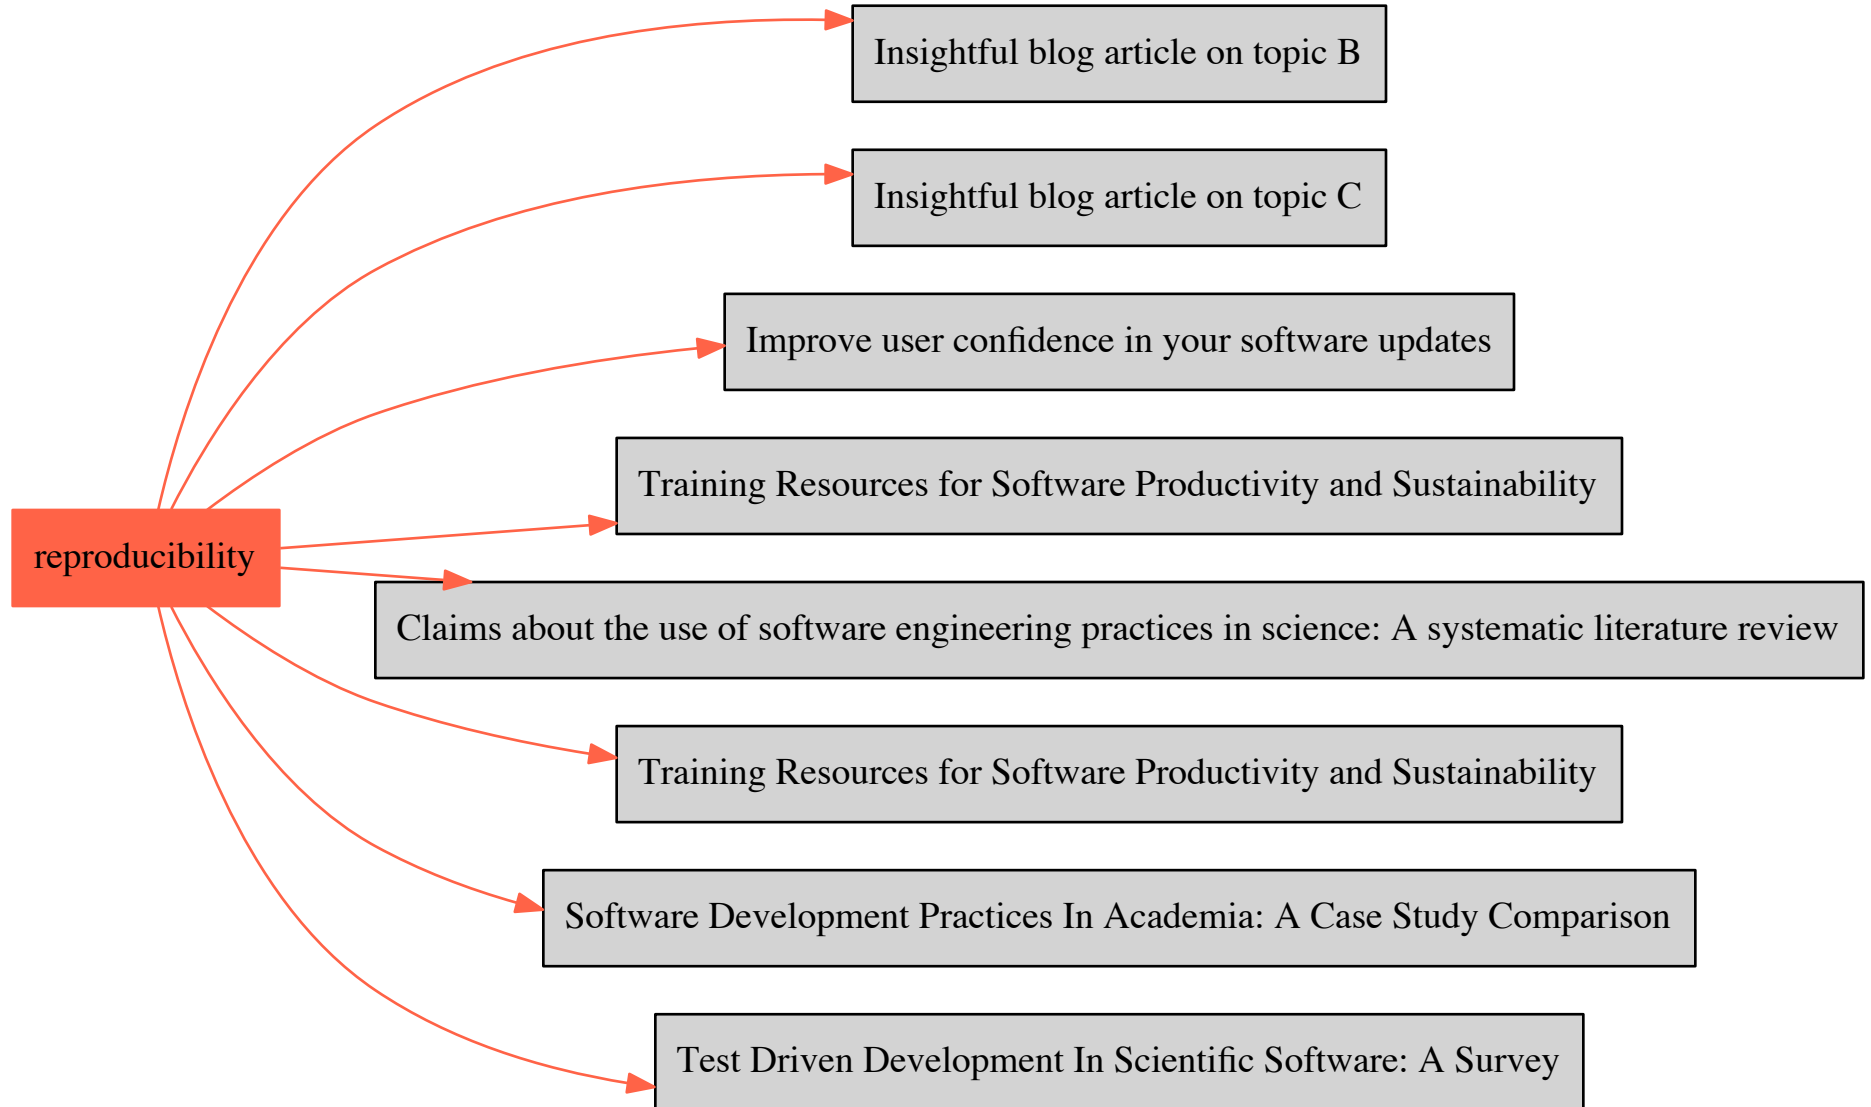 Insightful blog article on topic B
Insightful blog article on topic C
Improve user confidence in your software updates
Training Resources for Software Productivity and Sustainability
reproducibility
Claims about the use of software engineering practices in science: A systematic literature review
Training Resources for Software Productivity and Sustainability
Software Development Practices In Academia: A Case Study Comparison
Test Driven Development In Scientific Software: A Survey